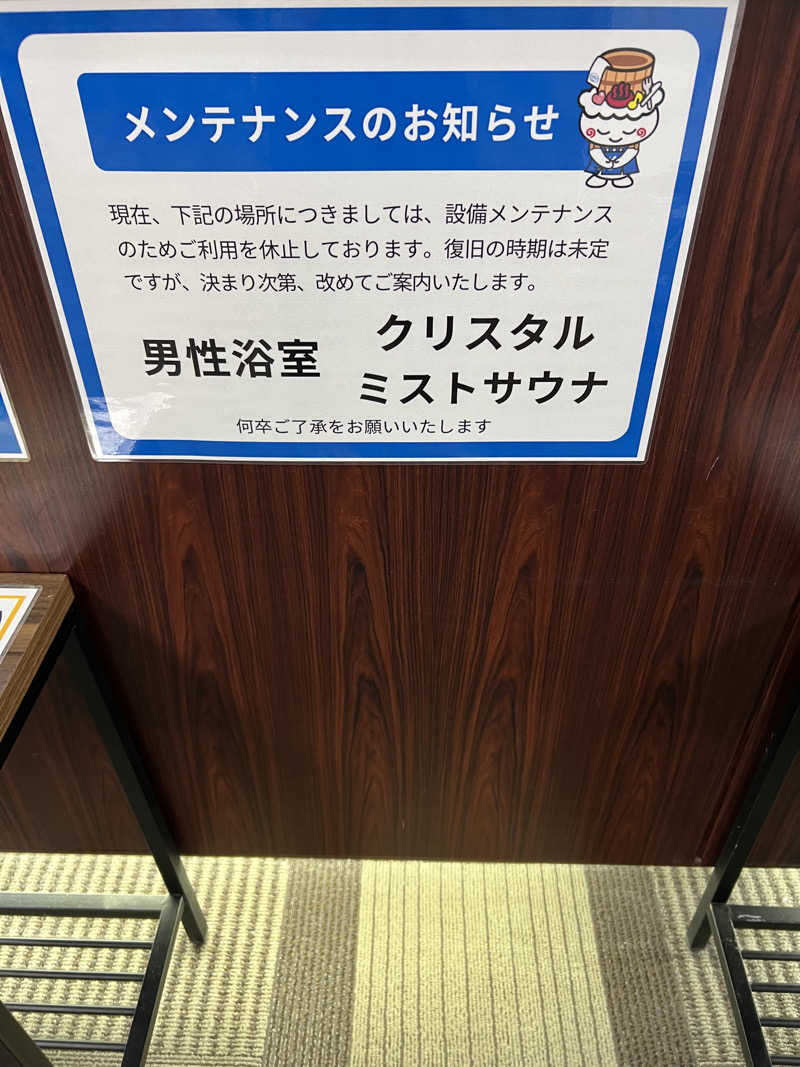 メンテナンスのお知らせ
現在、下記の場所につきましては、設備メンテナンス
のためご利用を休止しております。復旧の時期は未定
ですが、決まり次第、改めてご案内いたします。
男性浴室
クリスタル
ミストサウナ
何卒ご了承をお願いいたします